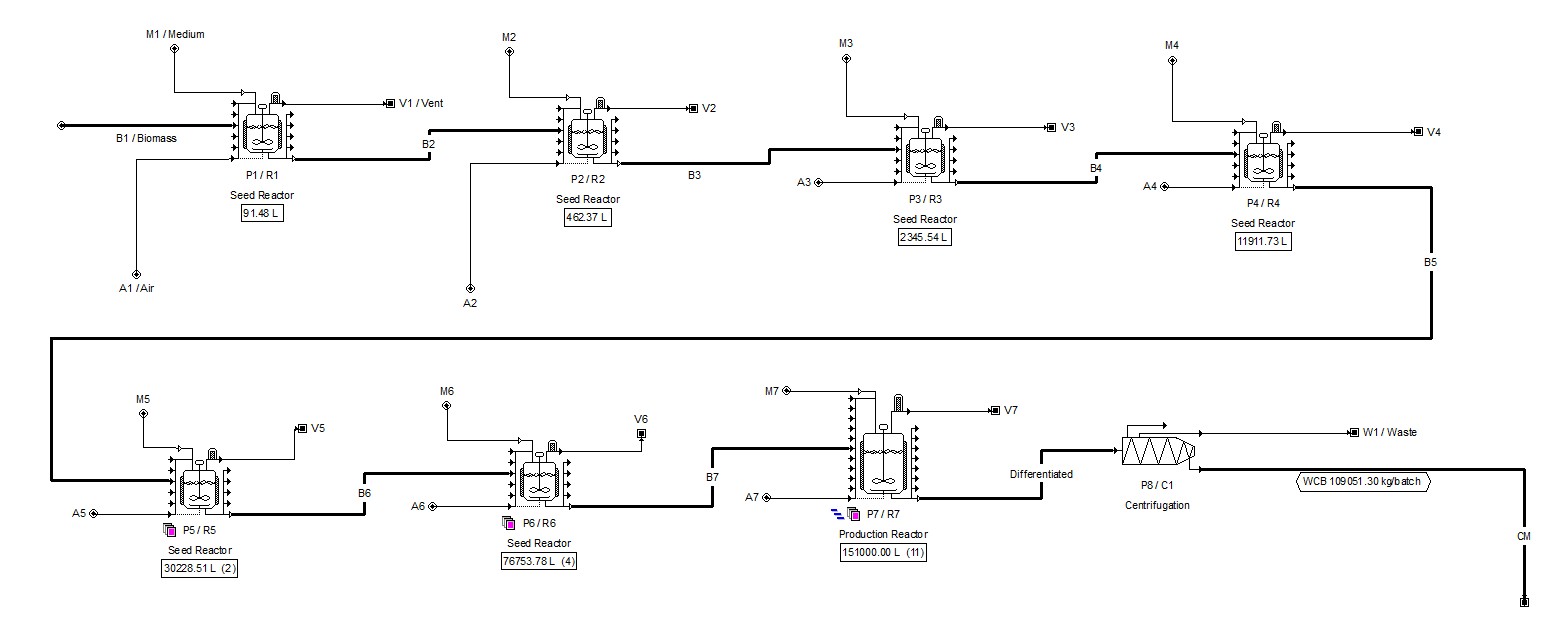 M1 / Medium
V1 / Vent
B1 / Biomass
P1 / R1
Seed Reactor
91.48 L
A1 / Air
B2
M2
V2
P2 / R2
Seed Reactor
462.37 L
A2
B3
M3
V3
A3
P3 / R3
Seed Reactor
2345.54 L
B4
M4
V4
A4
P4 / R4
Seed Reactor
11911.73 L
B5
M5
V5
A5
P5 / R5
Seed Reactor
30228.51 L (2)
B6
M6
V6
A6
P6 / R6
Seed Reactor
76753.78 L (4)
B7
M7
V7
A7
P7 / R7
Production Reactor
151000.00 L (11)
Differentiated
P8 / C1
Centrifugation
W1 / Waste
WCB 109051.30 kg/batch
CM